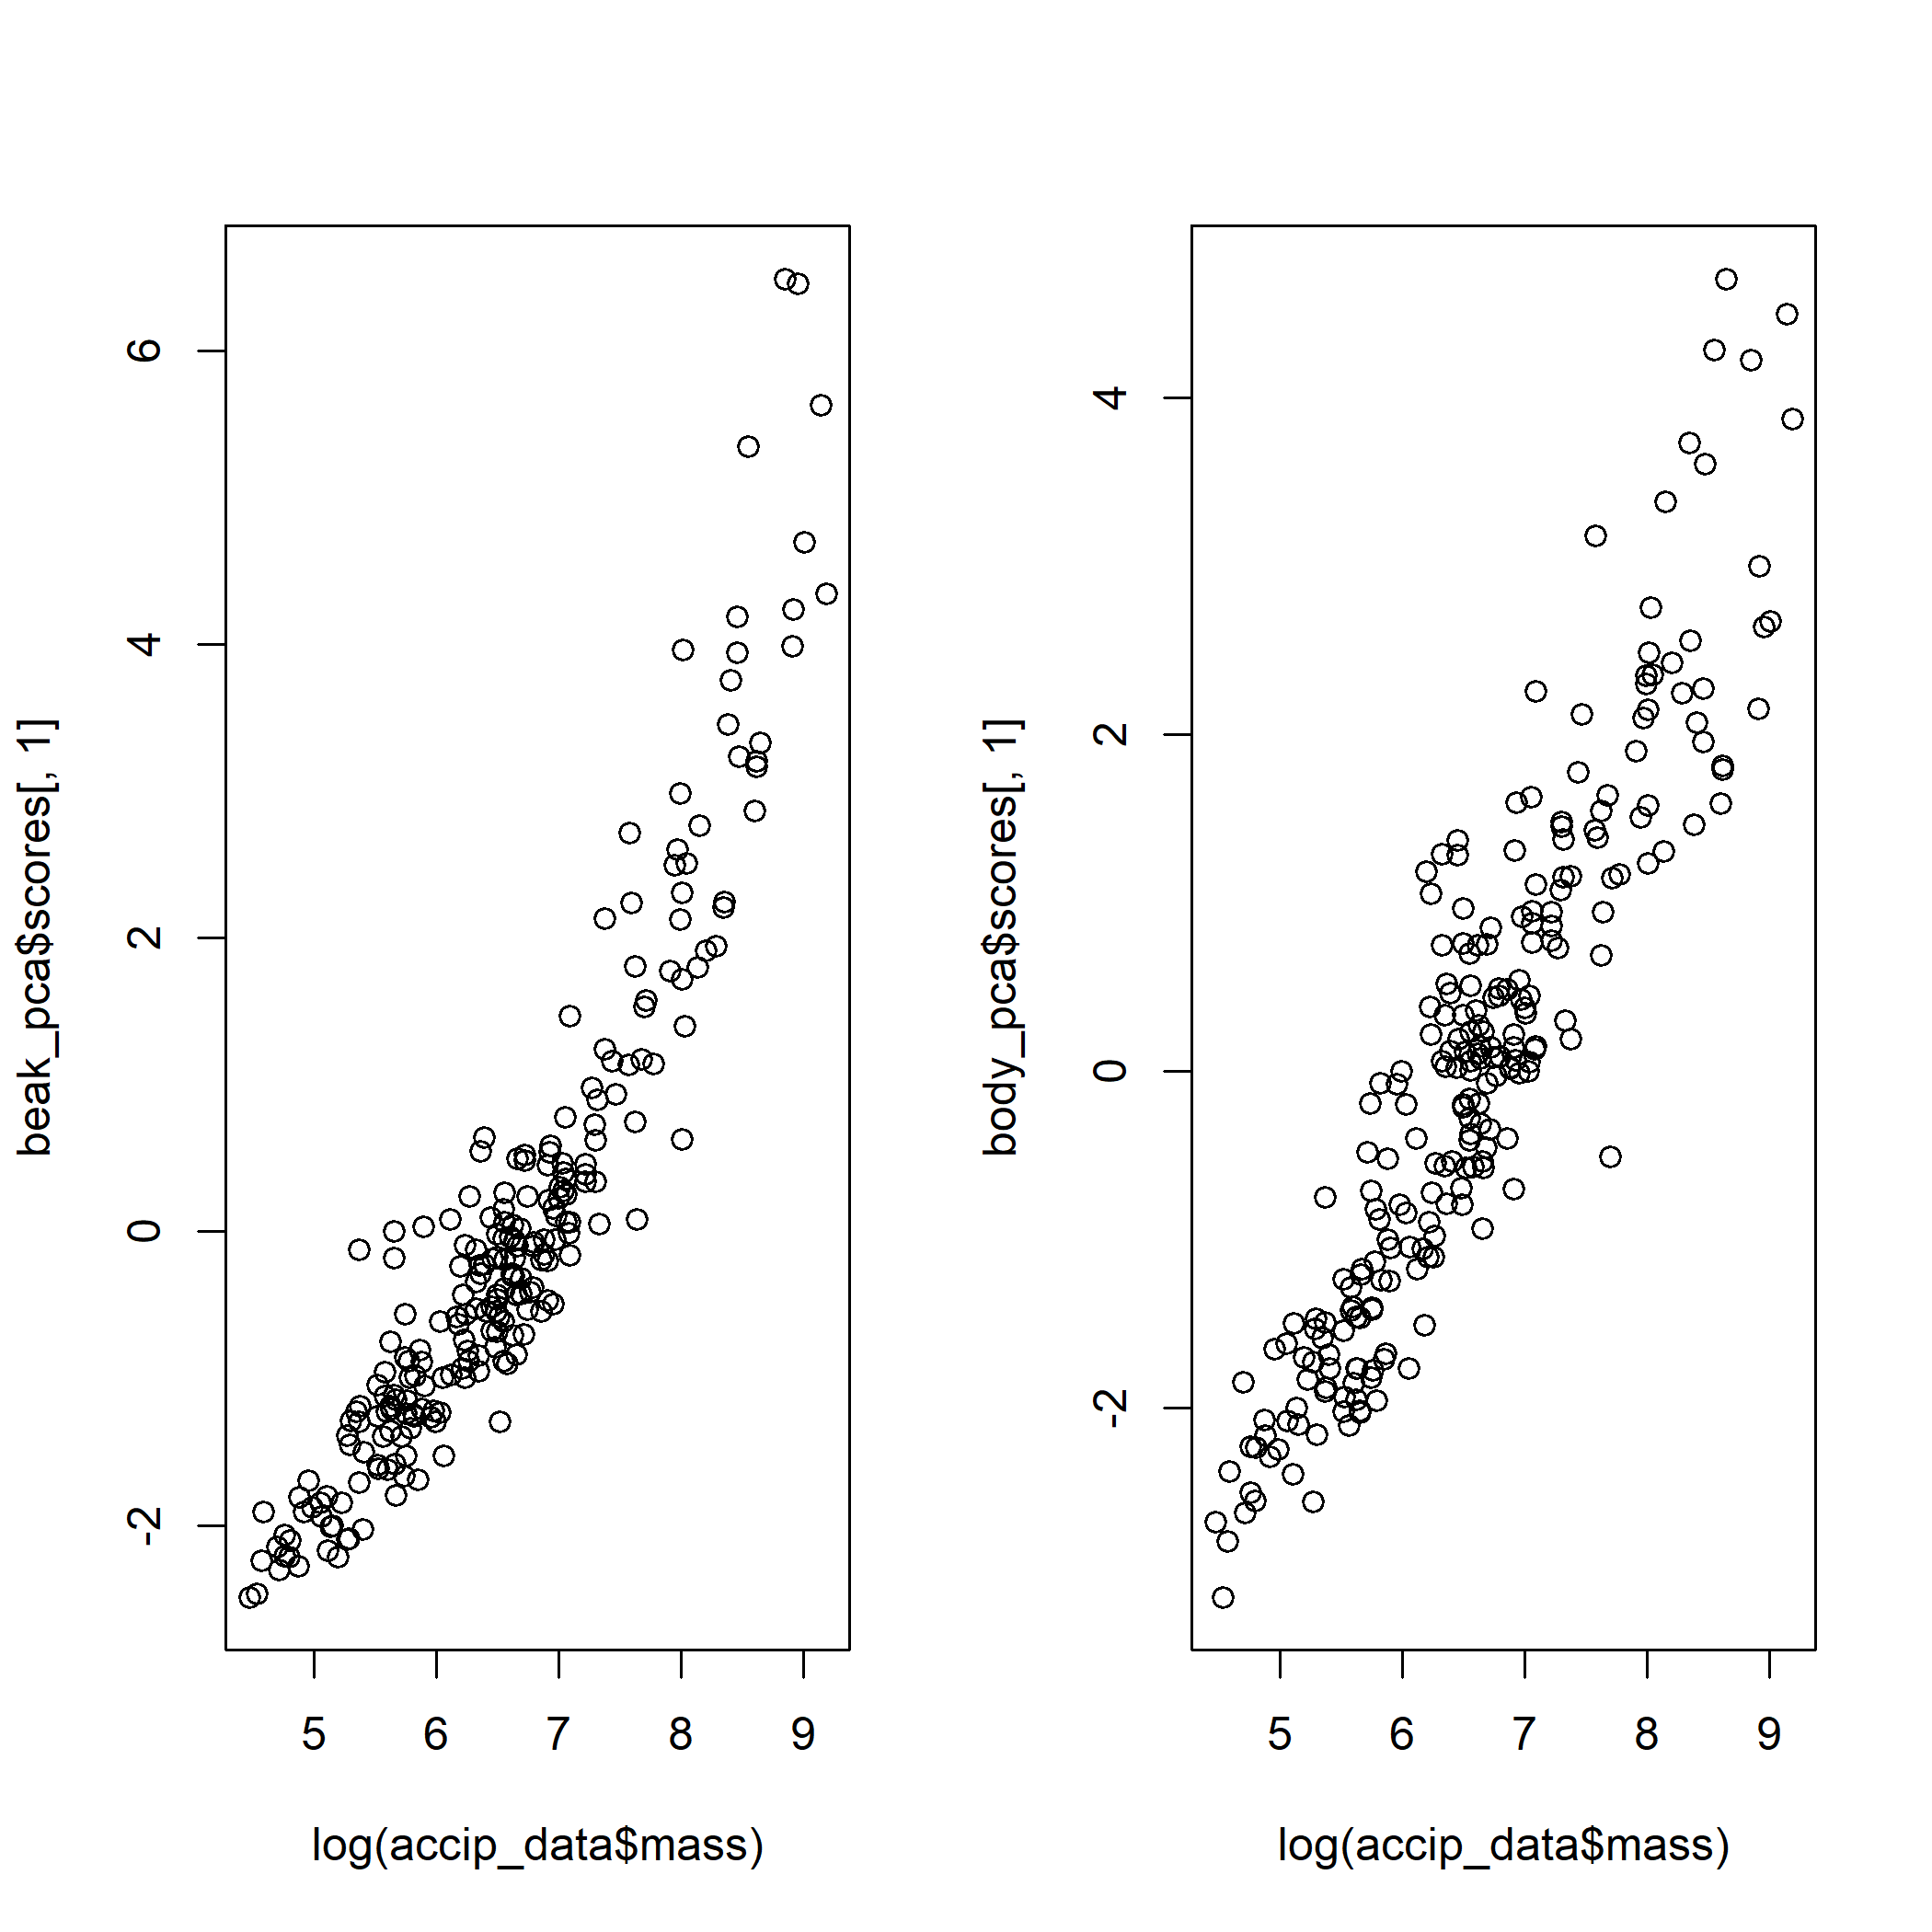 beak_pca$scores[, 1]
6
4
2
0
-2
5 6 7 8 9
log(accip_data$mass)
body_pca$scores[, 1]
4
2
0
-2
5 6 7 8 9
log(accip_data$mass)